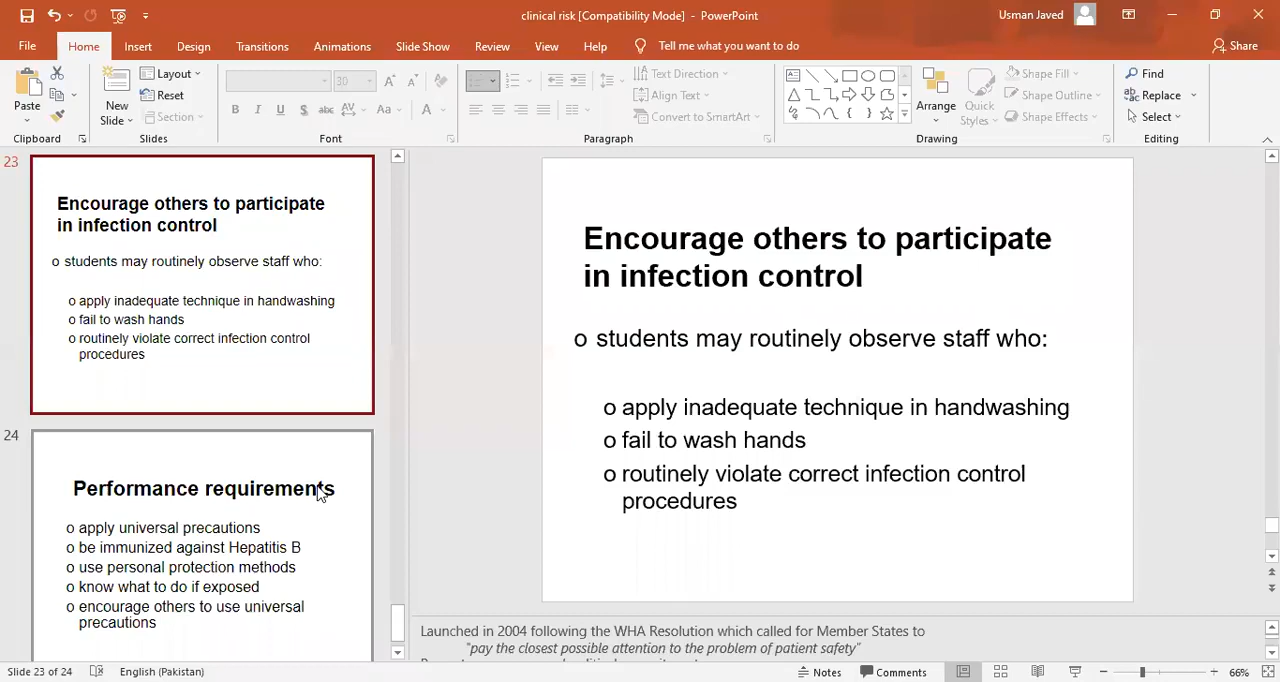 clinical risk [Compatibility Mode] - PowerPoint
Usman Javed
File Home Insert Design Transitions Animations Slide Show Review View Help Tell me what you want to do Share
Paste
New Slide
Layout
Reset
Section
30
B I U S abc AV Aa A
Text Direction
Align Text
Convert to SmartArt
Arrange
Quick Styles
Shape Fill
Shape Outline
Shape Effects
Find
Replace
Select
Clipboard Slides Font Paragraph Drawing Editing
23
Encourage others to participate
in infection control
o students may routinely observe staff who:
o apply inadequate technique in handwashing
o fail to wash hands
o routinely violate correct infection control
procedures
24
Performance requirements
o apply universal precautions
o be immunized against Hepatitis B
o use personal protection methods
o know what to do if exposed
o encourage others to use universal
precautions
Encourage others to participate
in infection control
o students may routinely observe staff who:
o apply inadequate technique in handwashing
o fail to wash hands
o routinely violate correct infection control
procedures
Launched in 2004 following the WHA Resolution which called for Member States to
"pay the closest possible attention to the problem of patient safety"
Slide 23 of 24 English (Pakistan) Notes Comments 66%